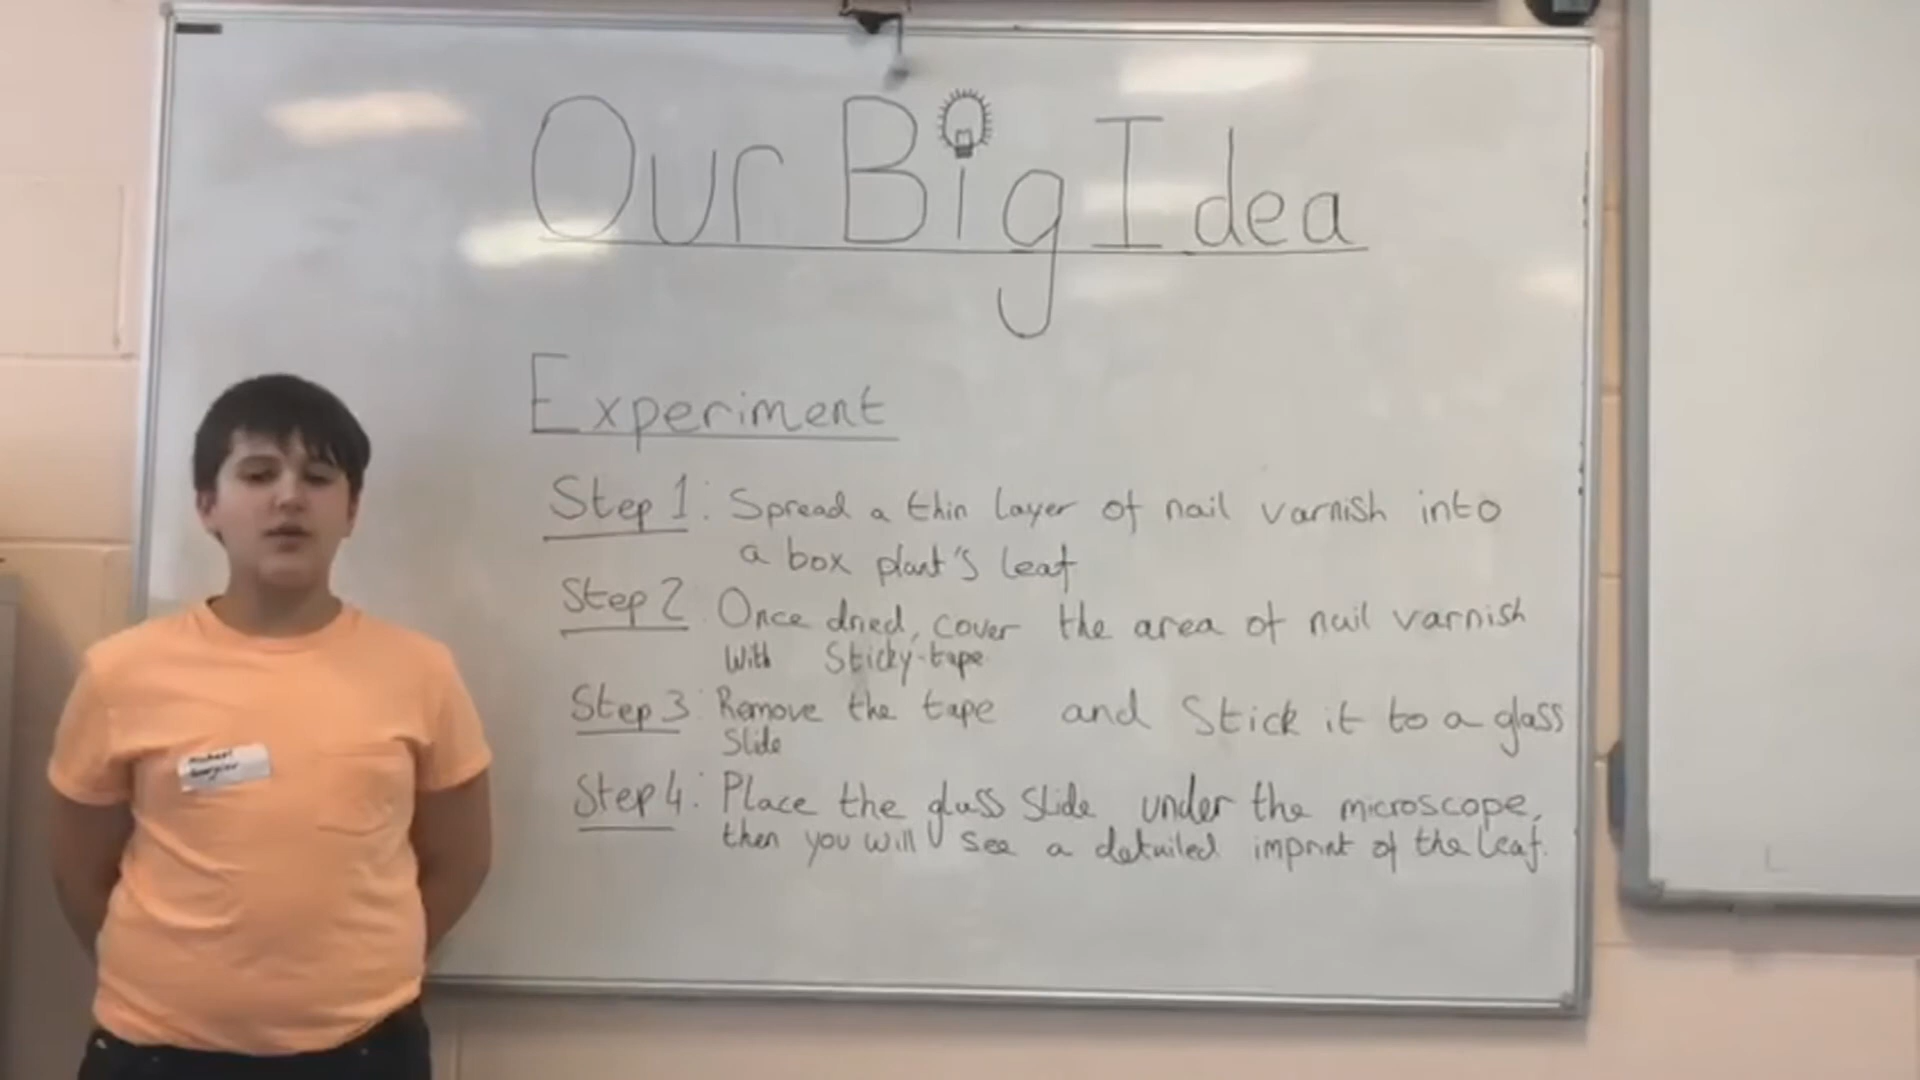 Our Big Idea
Experiment
Step 1: Spread a thin layer of nail varnish into
a box plant's leaf
Step 2 Once dried, cover the area of nail varnish
with Sticky-tape
Step 3: Remove the tape and Stick it to a glass
Slide
Step 4: Place the glass slide under the microscope,
then you will see a detailed imprint of the leaf.